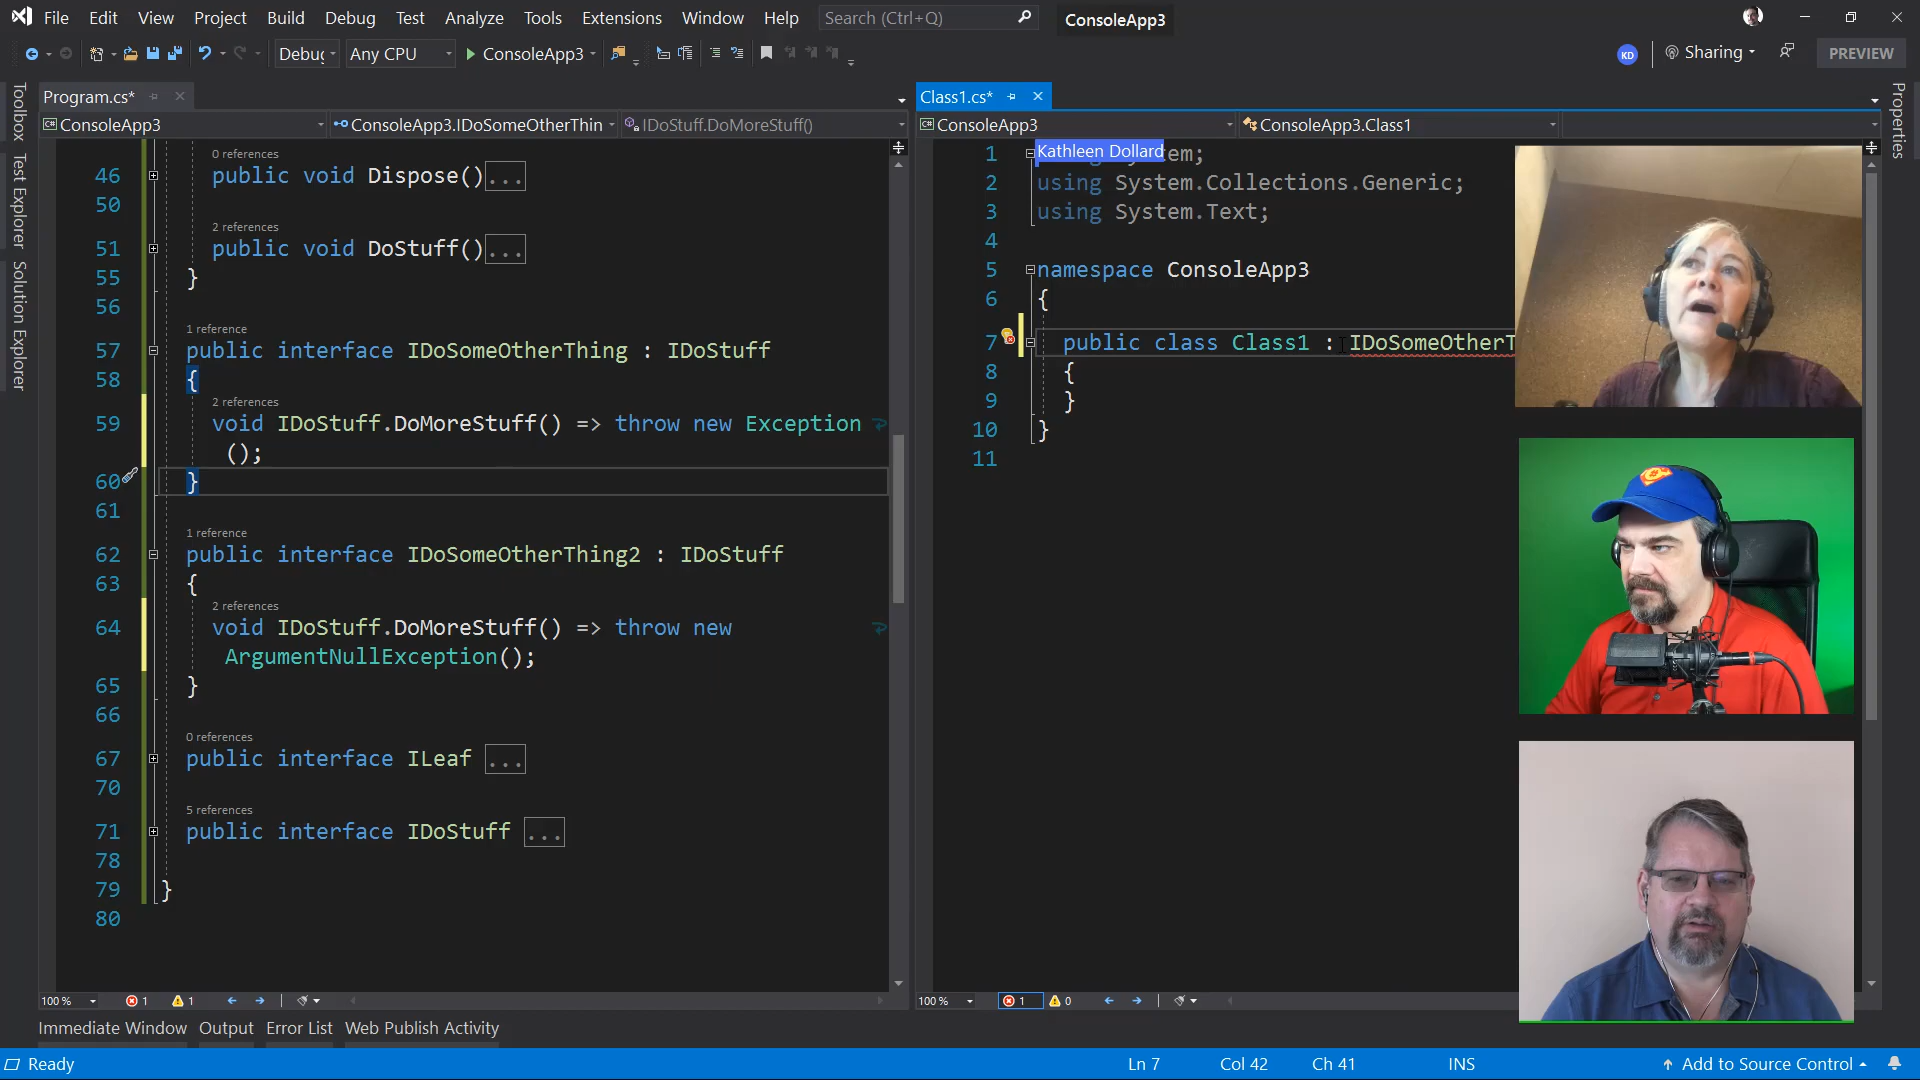 File Edit View Project Build Debug Test Analyze Tools Extensions Window Help Search (Ctrl+Q) ConsoleApp3
Debug Any CPU ConsoleApp3 KD Sharing PREVIEW
Toolbox
Test Explorer
Solution Explorer
Program.cs*
ConsoleApp3 ConsoleApp3.IDoSomeOtherThin IDoStuff.DoMoreStuff()
0 references
46 public void Dispose()...
50
2 references
51 public void DoStuff()...
55 }
56
1 reference
57 public interface IDoSomeOtherThing : IDoStuff
58 {
2 references
59 void IDoStuff.DoMoreStuff() => throw new Exception
();
60 }
61
1 reference
62 public interface IDoSomeOtherThing2 : IDoStuff
63 {
2 references
64 void IDoStuff.DoMoreStuff() => throw new
ArgumentNullException();
65 }
66
0 references
67 public interface ILeaf ...
70
5 references
71 public interface IDoStuff ...
78
79 }
80
100 % 1 1
Class1.cs*
ConsoleApp3 ConsoleApp3.Class1
Kathleen Dollard
1 em;
2 using System.Collections.Generic;
3 using System.Text;
4
5 namespace ConsoleApp3
6 {
7 public class Class1 : IDoSomeOtherT
8 {
9 }
10 }
11
100 % 1 0
Properties
Immediate Window Output Error List Web Publish Activity
Ready Ln 7 Col 42 Ch 41 INS Add to Source Control